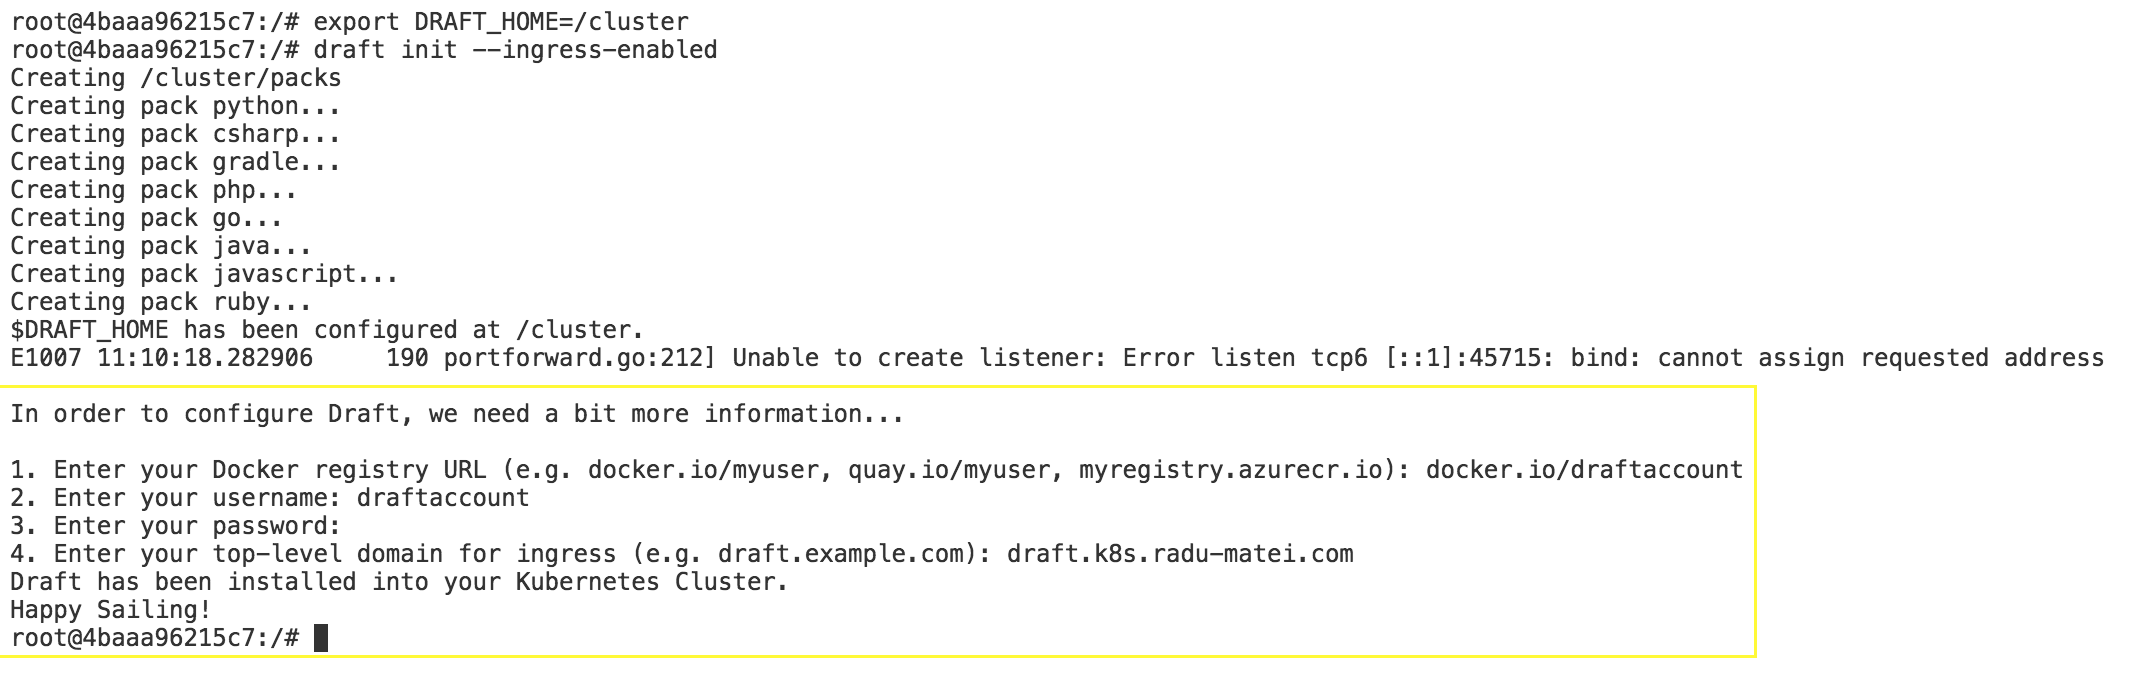 root@4baaa96215c7:/# export DRAFT_HOME=/cluster
root@4baaa96215c7:/# draft init --ingress-enabled
Creating /cluster/packs
Creating pack python...
Creating pack csharp...
Creating pack gradle...
Creating pack php...
Creating pack go...
Creating pack java...
Creating pack javascript...
Creating pack ruby...
$DRAFT_HOME has been configured at /cluster.
E1007 11:10:18.282906     190 portforward.go:212] Unable to create listener: Error listen tcp6 [::1]:45715: bind: cannot assign requested address
In order to configure Draft, we need a bit more information...
1. Enter your Docker registry URL (e.g. docker.io/myuser, quay.io/myuser, myregistry.azurecr.io): docker.io/draftaccount
2. Enter your username: draftaccount
3. Enter your password:
4. Enter your top-level domain for ingress (e.g. draft.example.com): draft.k8s.radu-matei.com
Draft has been installed into your Kubernetes Cluster.
Happy Sailing!
root@4baaa96215c7:/#